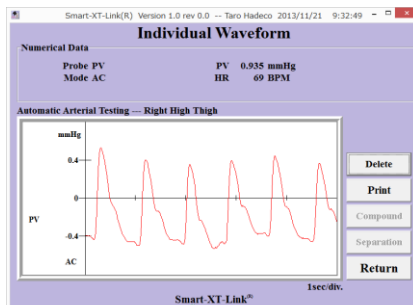 Smart-XT-Link(R) Version 1.0 rev 0.0 -- Taro Hadeco 2013/11/21 9:32:49
Individual Waveform
Numerical Data
Probe PV PV 0.935 mmHg
Mode AC HR 69 BPM
Automatic Arterial Testing --- Right High Thigh
mmHg
0.4
0
PV
-0.4
AC
1sec/div.
Delete
Print
Compound
Separation
Return
Smart-XT-Link(R)